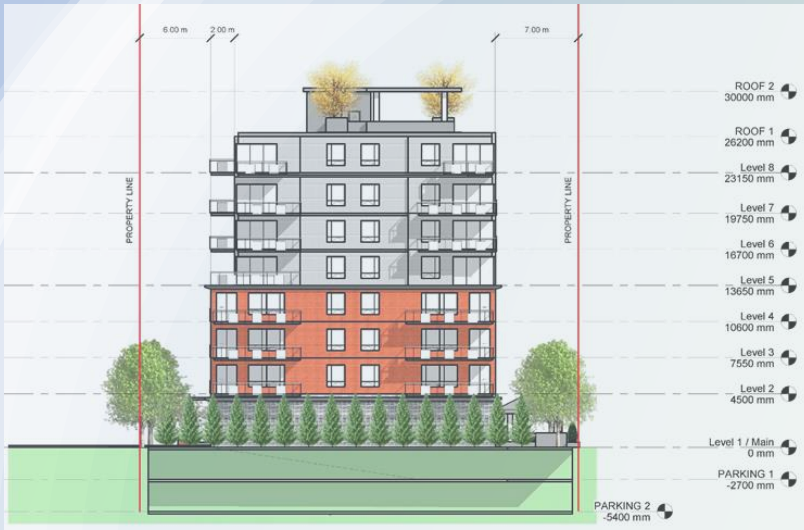 6.00 m
2.00 m
7.00 m
PROPERTY LINE
PROPERTY LINE
ROOF 2
30000 mm
ROOF 1
26200 mm
Level 8
23150 mm
Level 7
19750 mm
Level 6
16700 mm
Level 5
13650 mm
Level 4
10600 mm
Level 3
7550 mm
Level 2
4500 mm
Level 1 / Main
0 mm
PARKING 1
-2700 mm
PARKING 2
-5400 mm